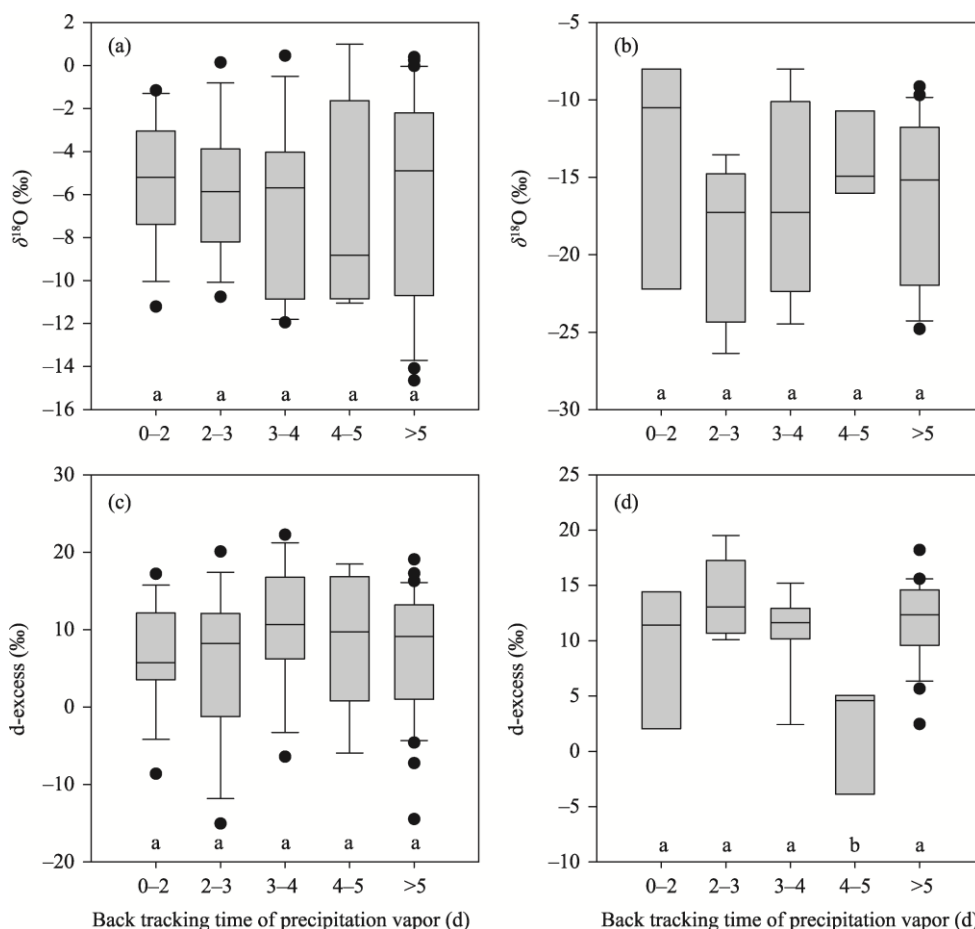 (a)
2
0
–2
–4
–6
–8
–10
–12
–14
–16
δ¹⁸O (‰)
a a a a a
0–2 2–3 3–4 4–5 >5
(b)
–5
–10
–15
–20
–25
–30
δ¹⁸O (‰)
a a a a a
0–2 2–3 3–4 4–5 >5
(c)
30
20
10
0
–10
–20
d-excess (‰)
a a a a a
0–2 2–3 3–4 4–5 >5
Back tracking time of precipitation vapor (d)
(d)
25
20
15
10
5
0
–5
–10
d-excess (‰)
a a a b a
0–2 2–3 3–4 4–5 >5
Back tracking time of precipitation vapor (d)